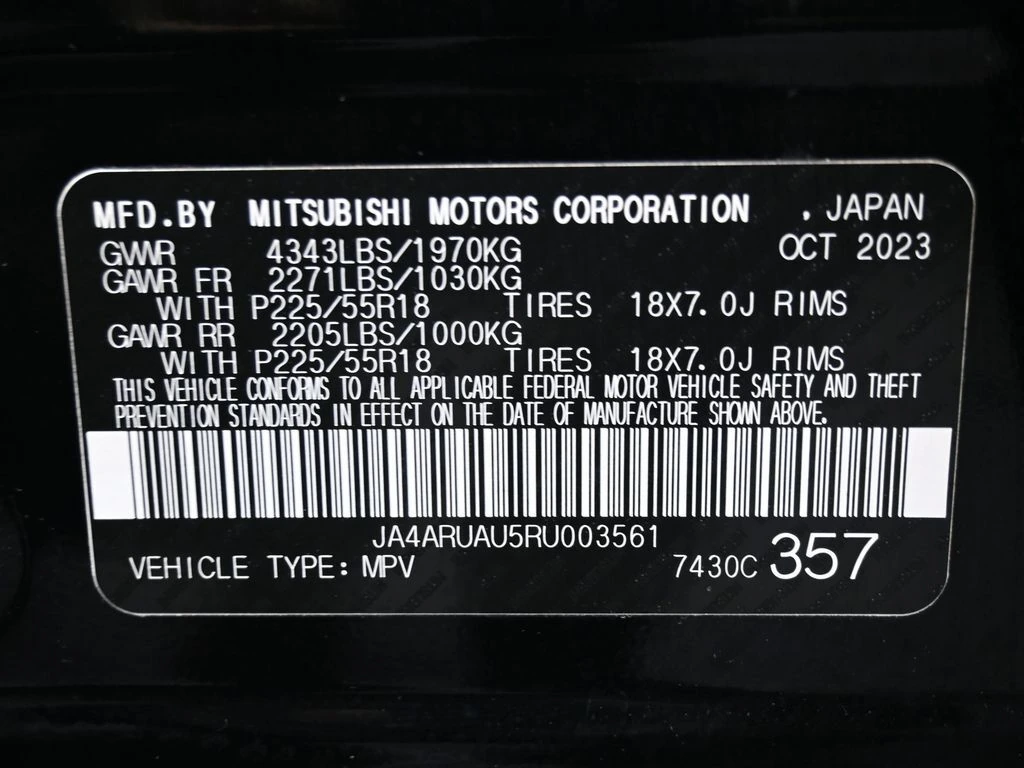 MFD.BY MITSUBISHI MOTORS CORPORATION , JAPAN
GVWR 4343LBS/1970KG OCT 2023
GAWR FR 2271LBS/1030KG
WITH P225/55R18 TIRES 18X7.0J RIMS
GAWR RR 2205LBS/1000KG
WITH P225/55R18 TIRES 18X7.0J RIMS
THIS VEHICLE CONFORMS TO ALL APPLICABLE FEDERAL MOTOR VEHICLE SAFETY AND THEFT
PREVENTION STANDARDS IN EFFECT ON THE DATE OF MANUFACTURE SHOWN ABOVE.
JA4ARUAU5RU003561
VEHICLE TYPE: MPV 7430C 357